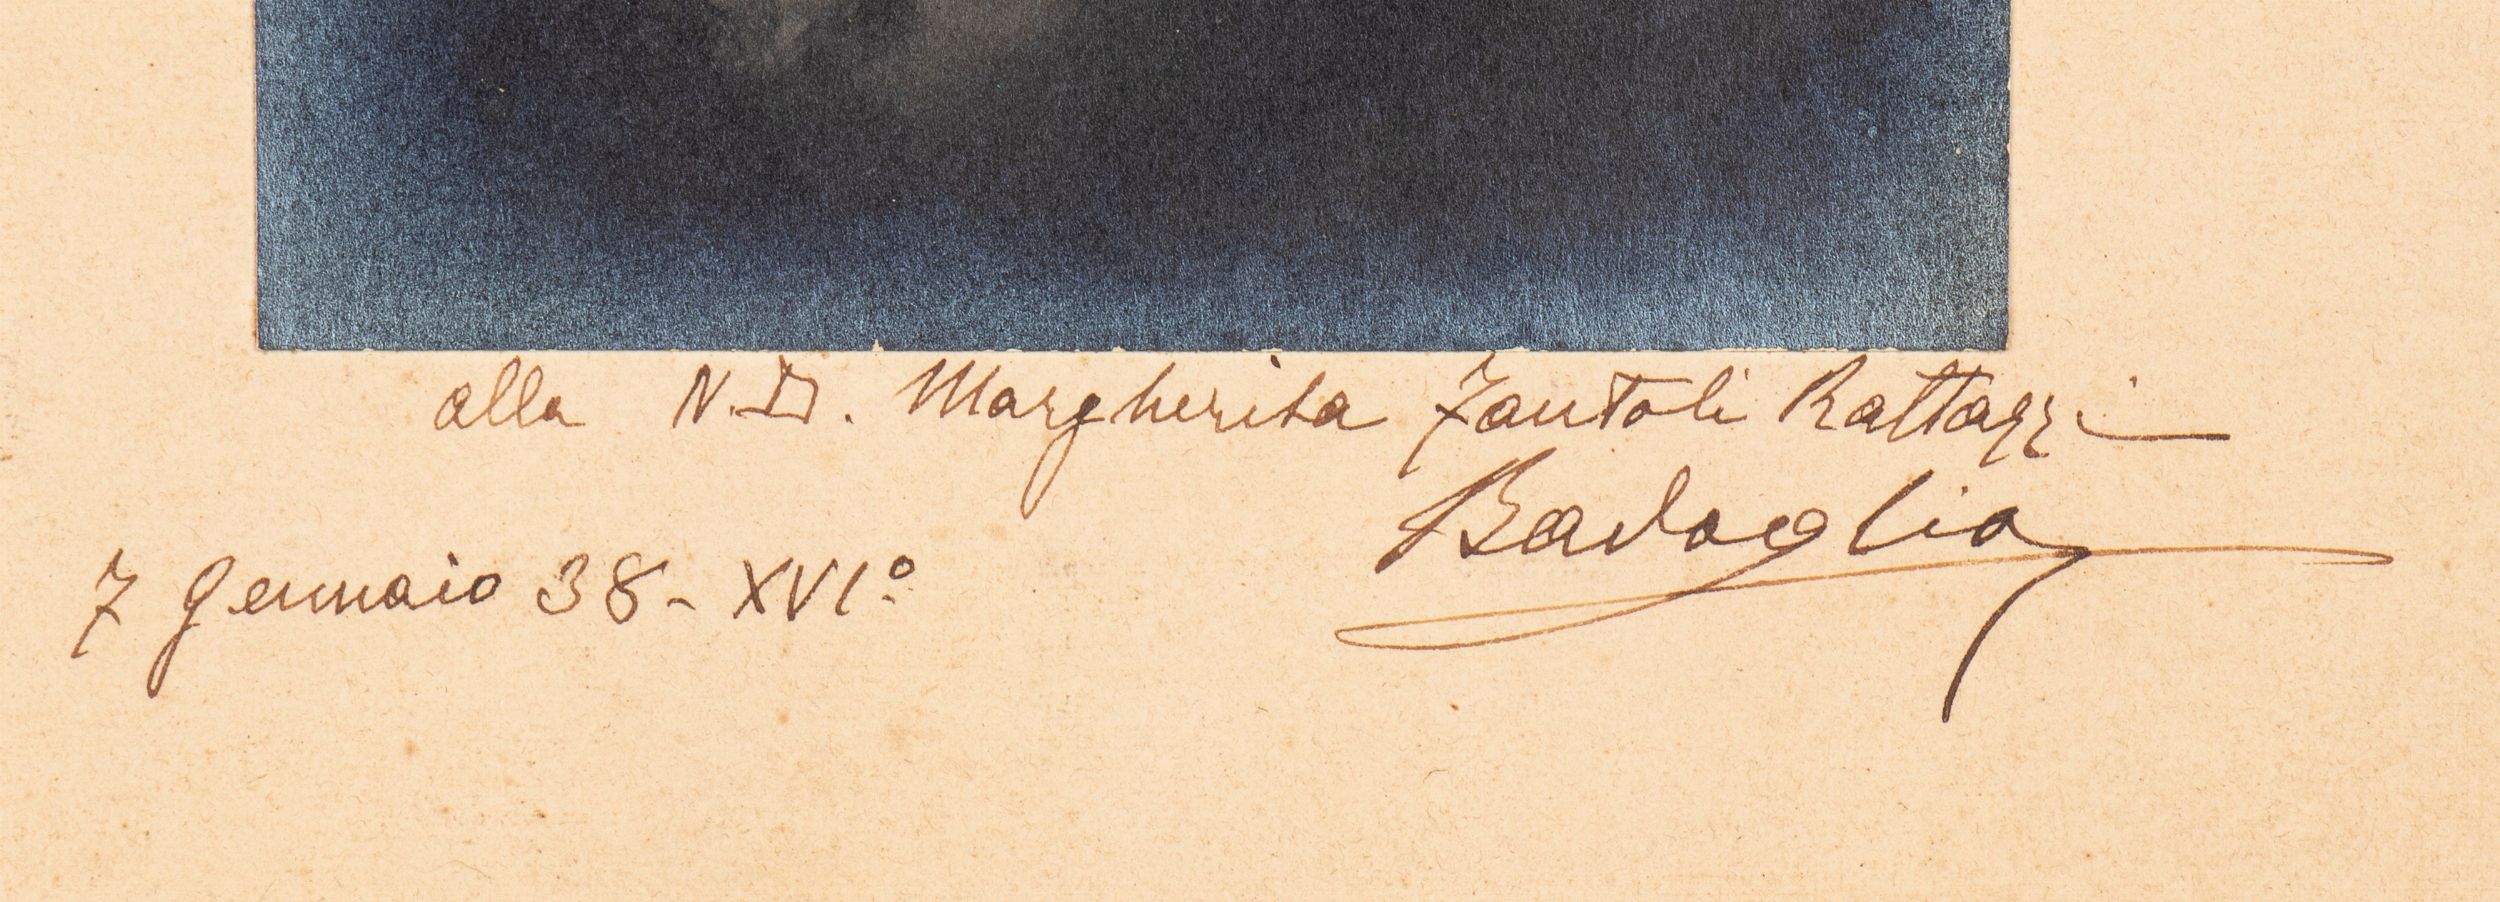 alla N.D. Margherita Fantoli Rattazzi
Badoglio
7 Gennaio 38 - XVI.º